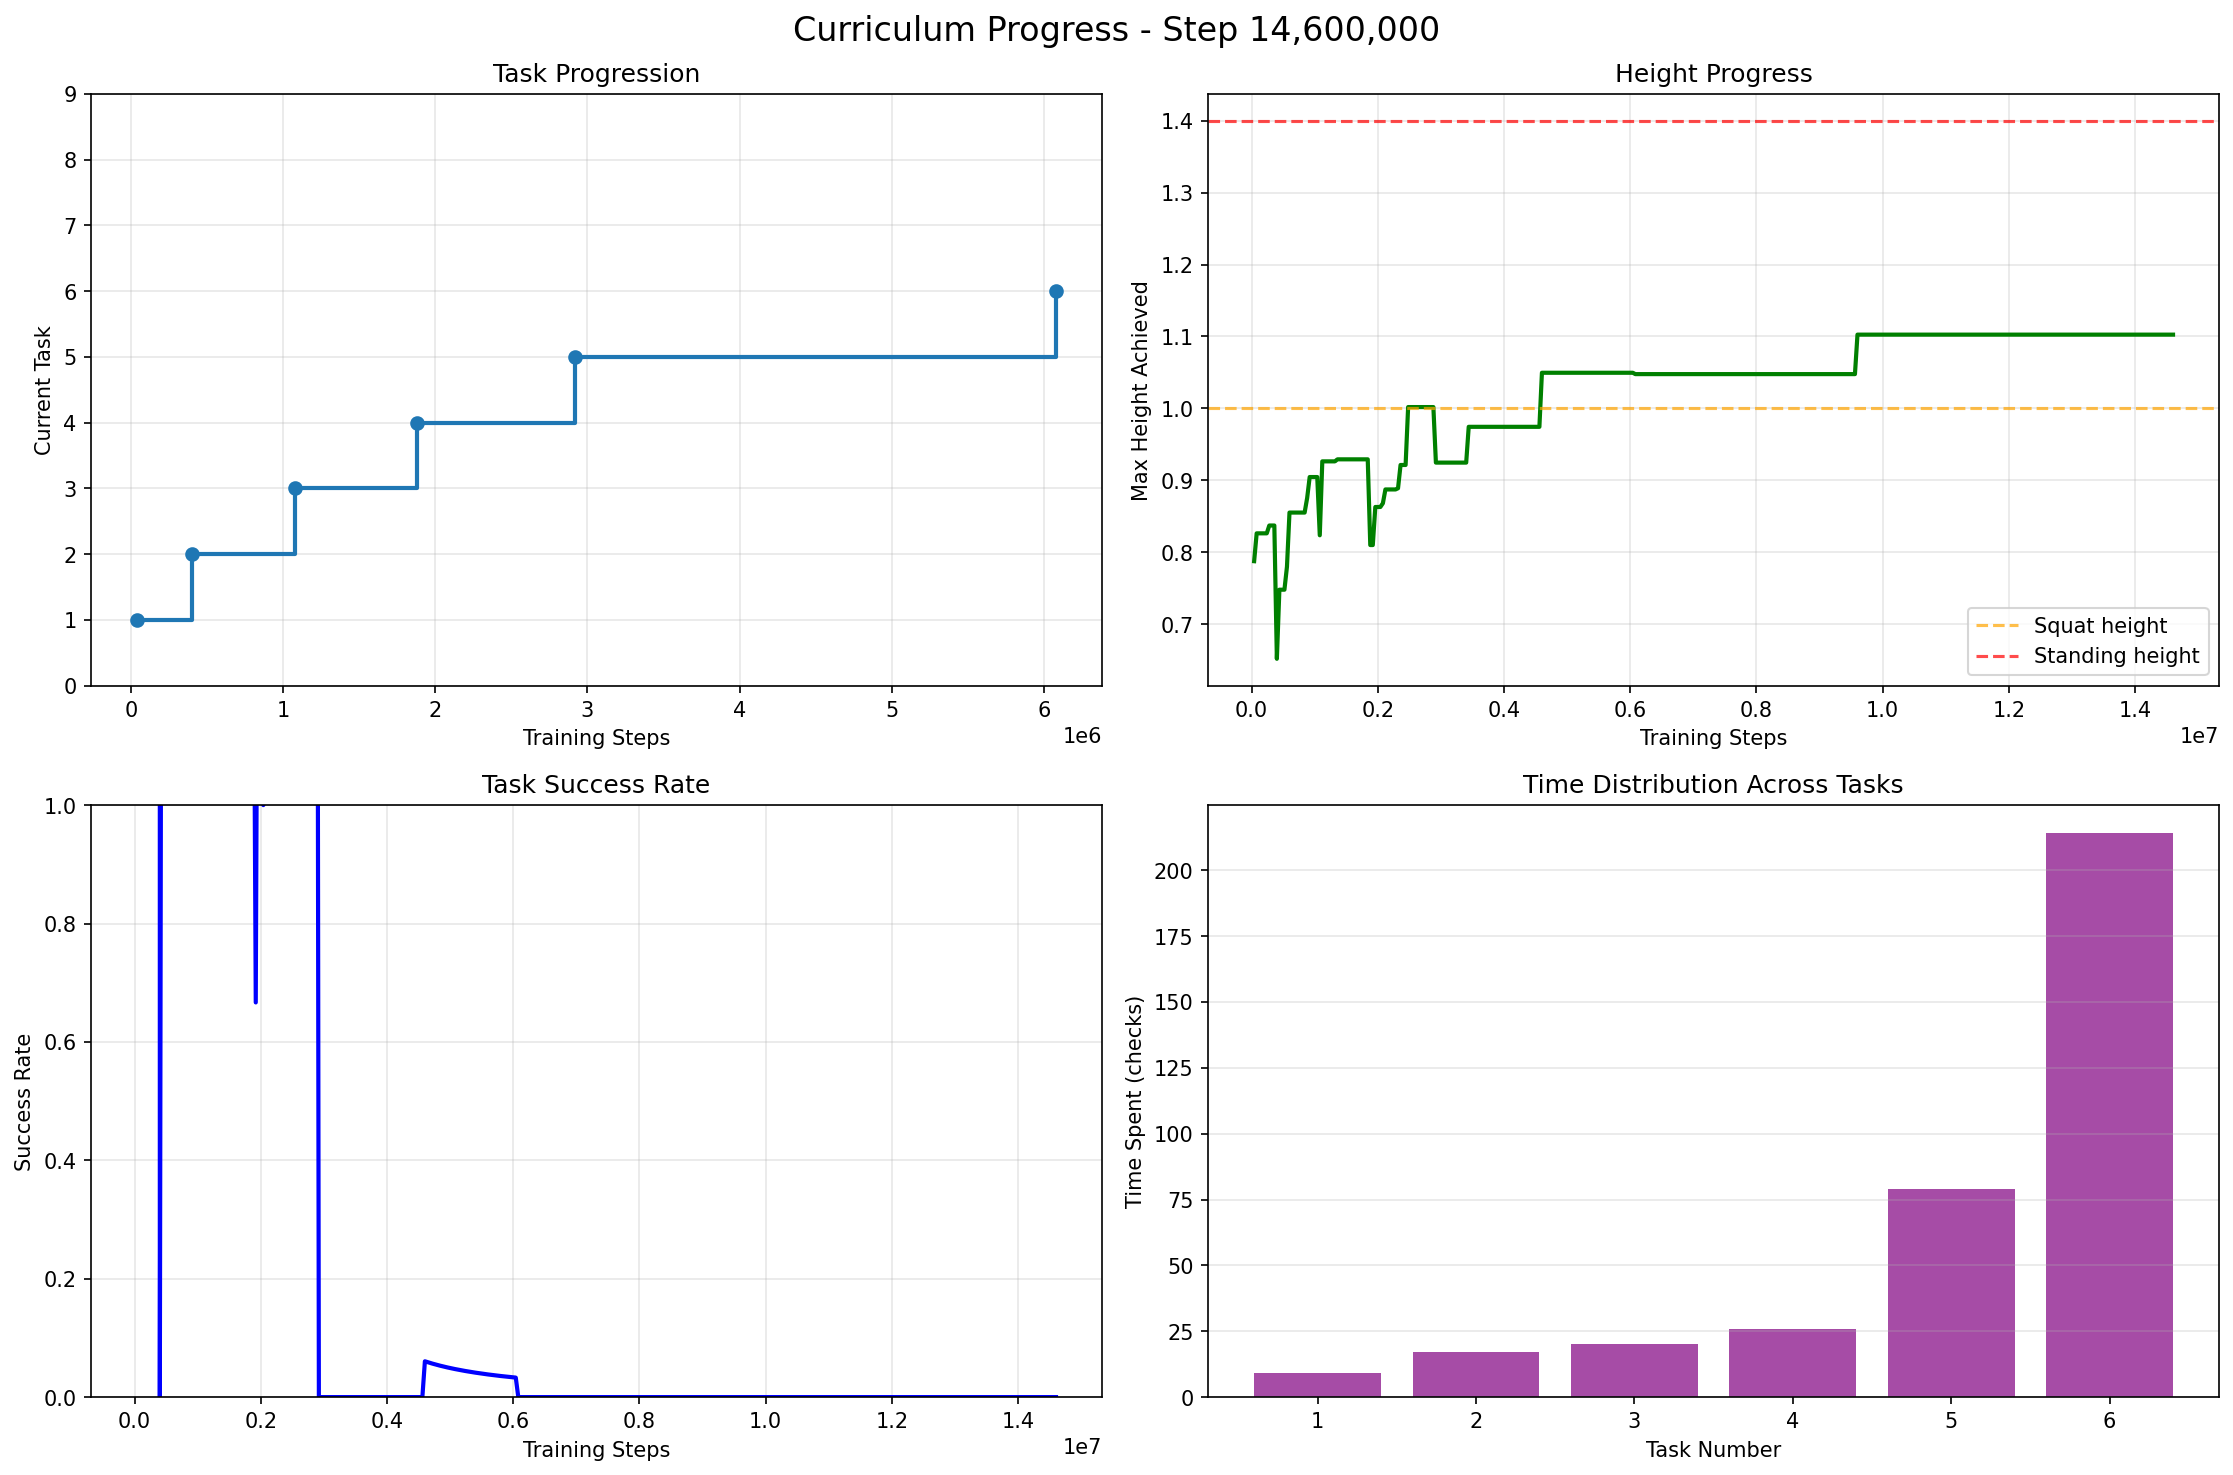 Curriculum Progress - Step 14,600,000
Task Progression
9
8
7
6
5
4
3
2
1
0
Current Task
0 1 2 3 4 5 6
1e6
Training Steps
Height Progress
1.4
1.3
1.2
1.1
1.0
0.9
0.8
0.7
Max Height Achieved
Squat height
Standing height
0.0 0.2 0.4 0.6 0.8 1.0 1.2 1.4
1e7
Training Steps
Task Success Rate
1.0
0.8
0.6
0.4
0.2
0.0
Success Rate
0.0 0.2 0.4 0.6 0.8 1.0 1.2 1.4
1e7
Training Steps
Time Distribution Across Tasks
200
175
150
125
100
75
50
25
0
Time Spent (checks)
1 2 3 4 5 6
Task Number